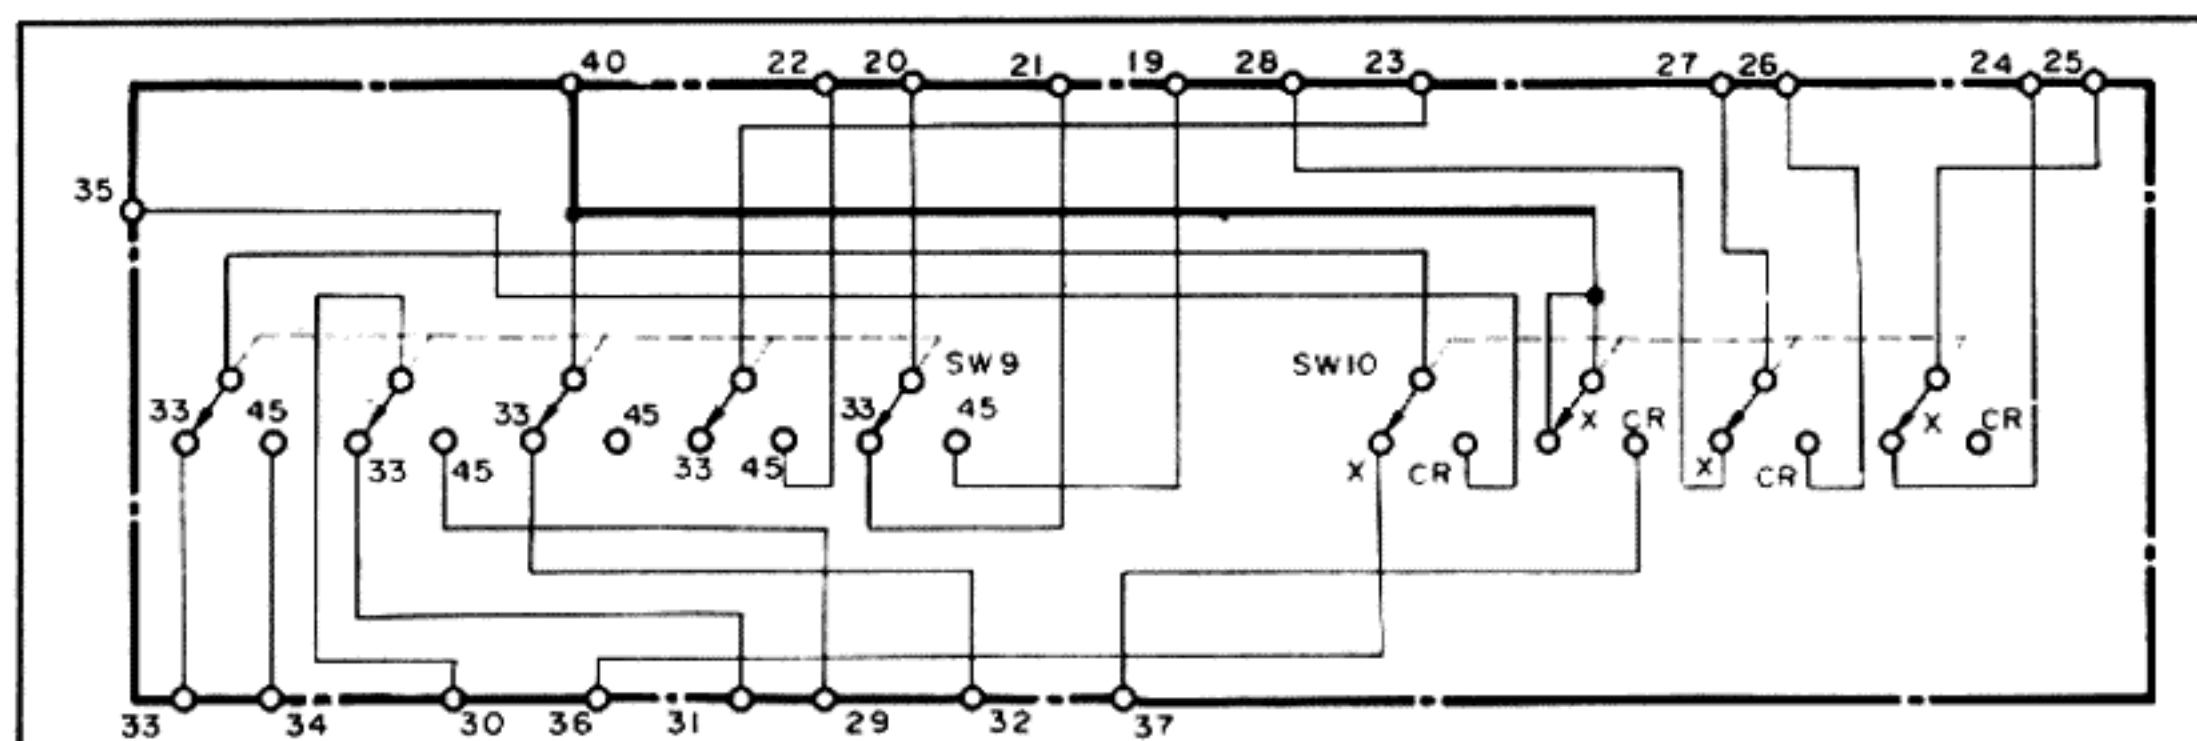 40 22 20 21 19 28 23 27 26 24 25
35
SW9 SW10
33 45 33 45 33 45 X CR X CR
33 45 33 45 X CR X CR
33 34 30 36 31 29 32 37